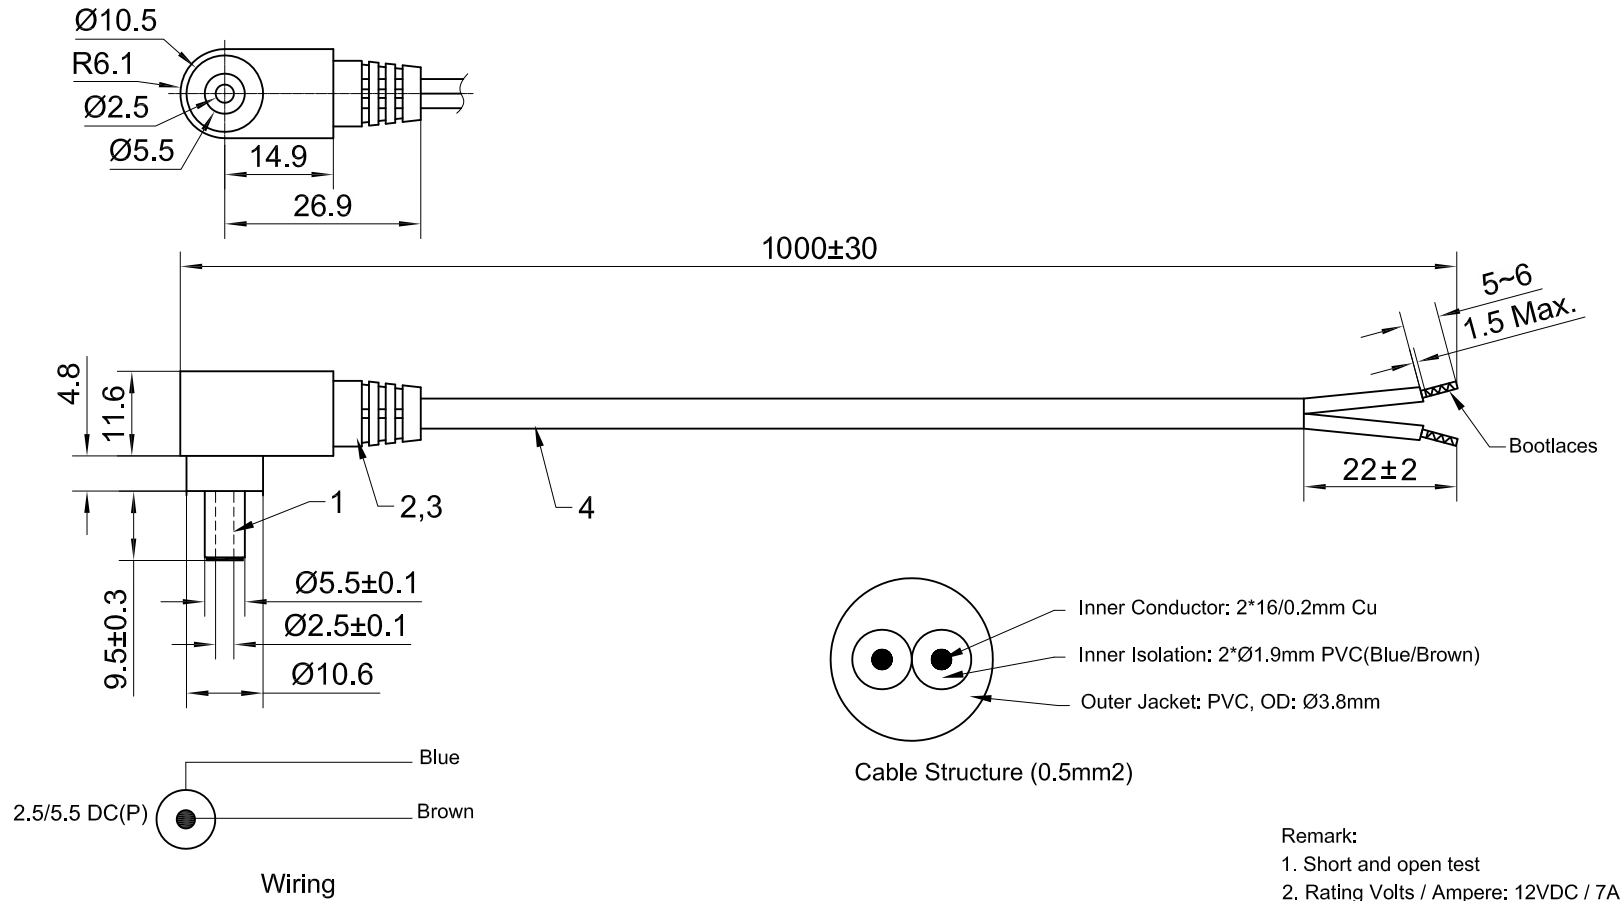 Ø10.5
R6.1
Ø2.5
Ø5.5
14.9
26.9
1000±30
5~6
1.5 Max.
4.8
11.6
Bootlaces
22±2
1
2,3
4
9.5±0.3
Ø5.5±0.1
Ø2.5±0.1
Ø10.6
Inner Conductor: 2*16/0.2mm Cu
Inner Isolation: 2*Ø1.9mm PVC(Blue/Brown)
Outer Jacket: PVC, OD: Ø3.8mm
Cable Structure (0.5mm2)
Blue
2.5/5.5 DC(P)
Brown
Wiring
Remark:
1. Short and open test
2. Rating Volts / Ampere: 12VDC / 7A